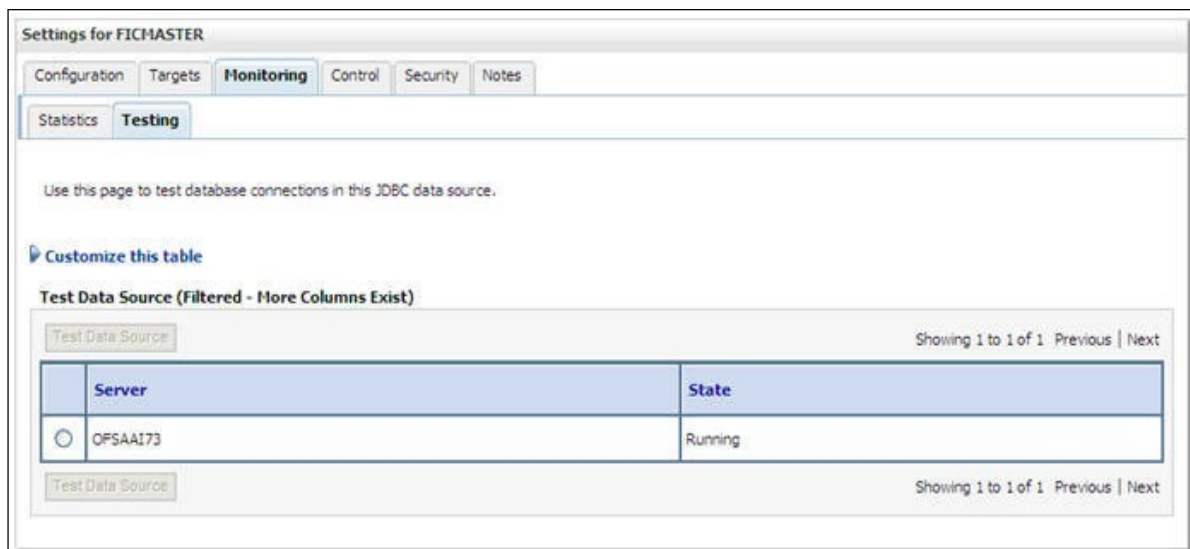 Settings for FICMASTER
Configuration Targets Monitoring Control Security Notes
Statistics Testing
Use this page to test database connections in this JDBC data source.
Customize this table
Test Data Source (Filtered - More Columns Exist)
Test Data Source Showing 1 to 1 of 1 Previous | Next
Server State
OFSAAI73 Running
Test Data Source Showing 1 to 1 of 1 Previous | Next